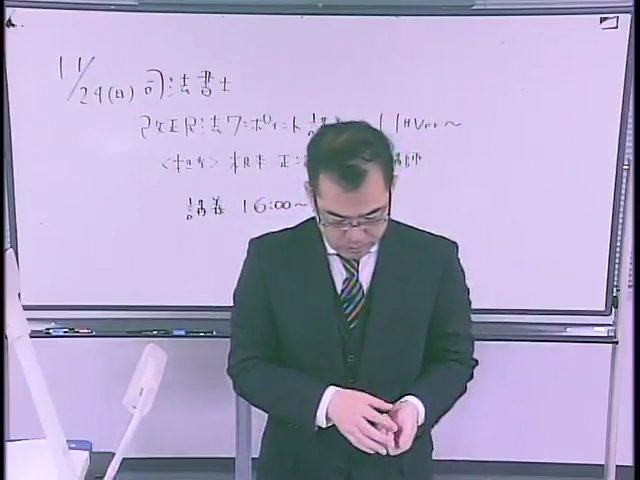 11/24(日) 司法書士
改正民法ワンポイント講義 11月Ver～
<担当> 根本 正 講師
講義 16:00～